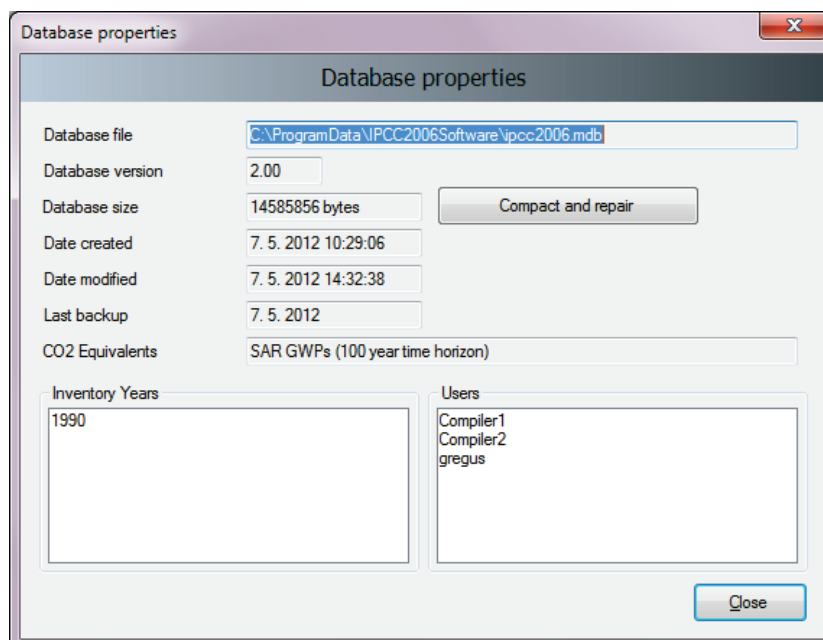 Database properties
Database properties
Database file C:\ProgramData\IPCC2006Software\ipcc2006.mdb
Database version 2.00
Database size 14585856 bytes Compact and repair
Date created 7. 5. 2012 10:29:06
Date modified 7. 5. 2012 14:32:38
Last backup 7. 5. 2012
CO2 Equivalents SAR GWPs (100 year time horizon)
Inventory Years
1990
Users
Compiler1
Compiler2
gregus
Close